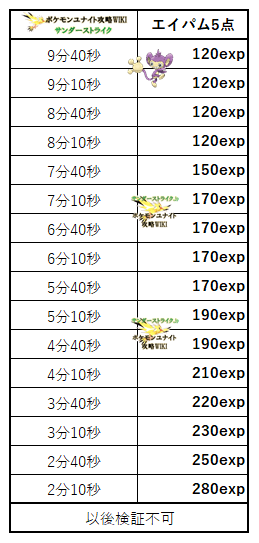 ポケモンユナイト攻略WIKI
サンダーストライク
エイパム5点
9分40秒 120exp
9分10秒 120exp
8分40秒 120exp
8分10秒 120exp
7分40秒 150exp
7分10秒 170exp
サンダーストライク.jp
ポケモンユナイト
攻略WIKI
6分40秒 170exp
6分10秒 170exp
5分40秒 170exp
5分10秒 190exp
サンダーストライク.jp
ポケモンユナイト
攻略WIKI
4分40秒 190exp
4分10秒 210exp
3分40秒 220exp
3分10秒 230exp
2分40秒 250exp
2分10秒 280exp
以後検証不可